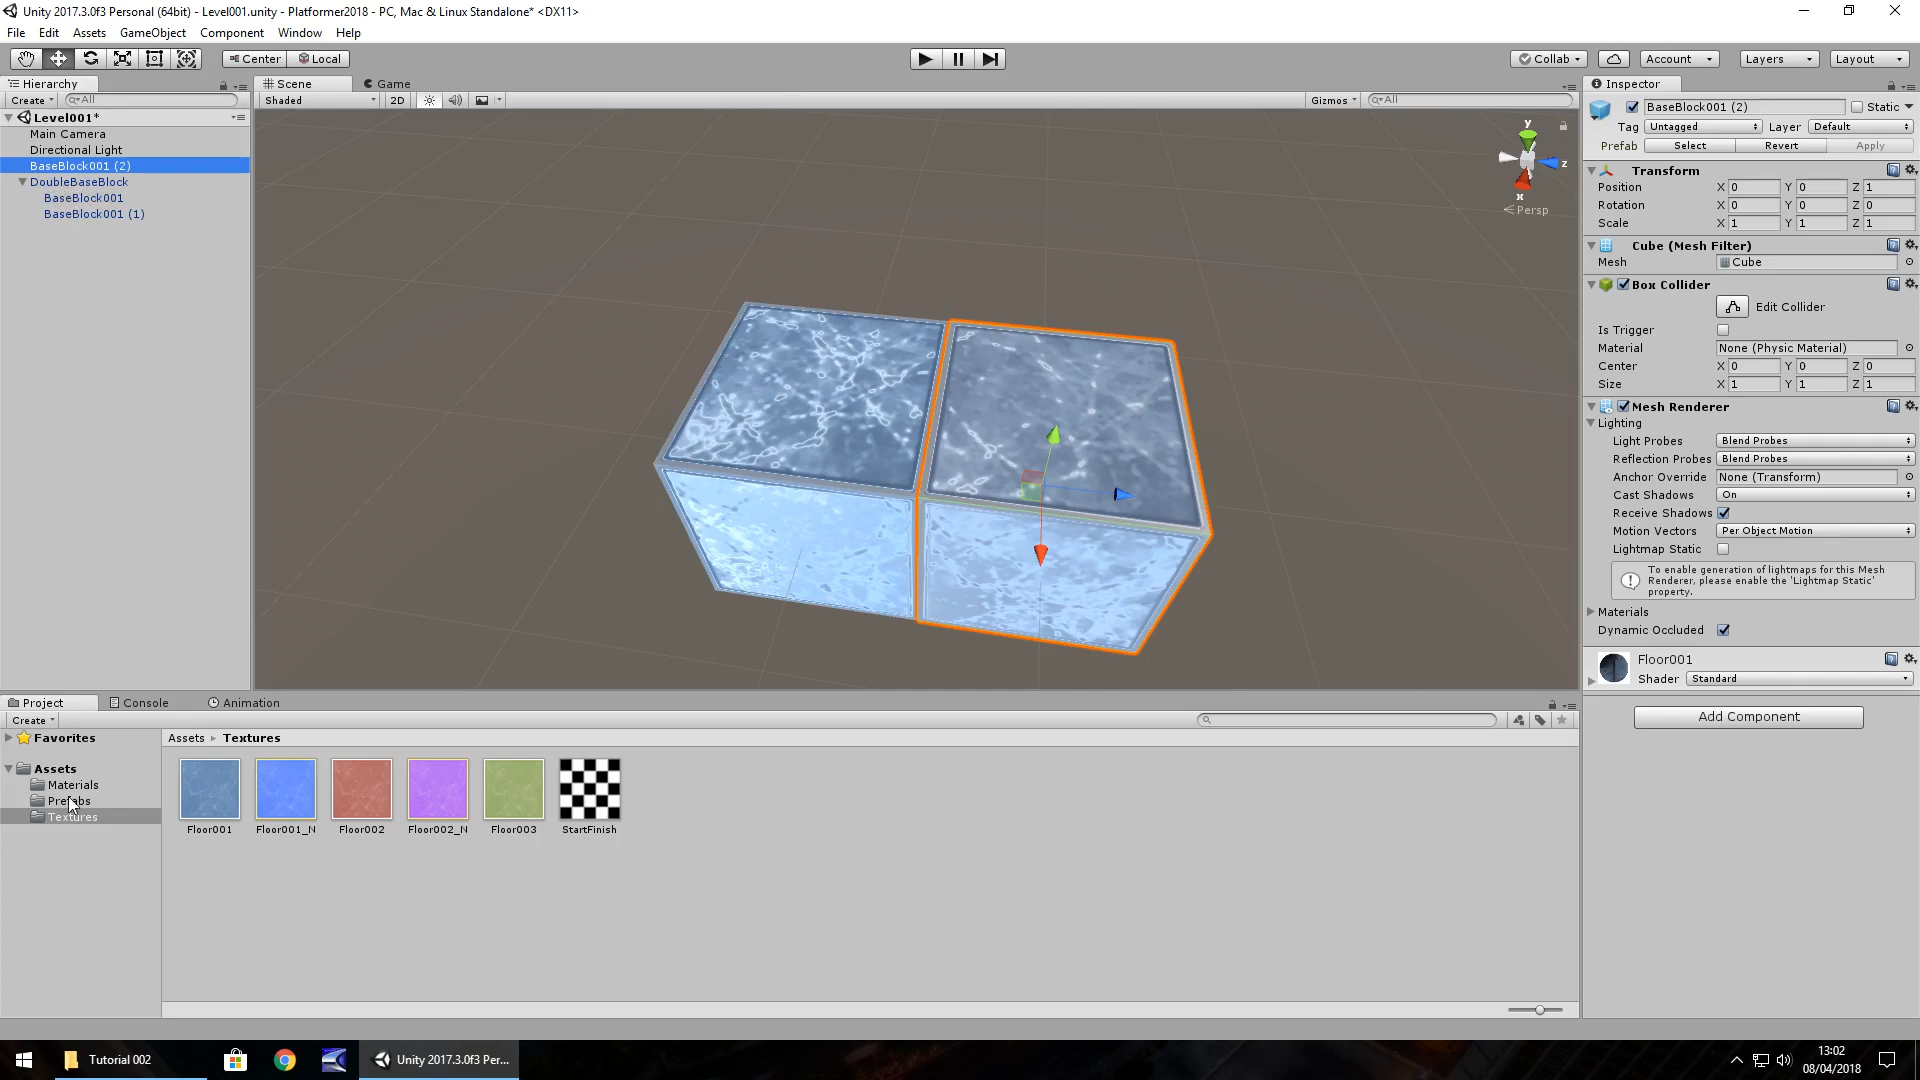 Unity 2017.3.0f3 Personal (64bit) - Level001.unity - Platformer2018 - PC, Mac & Linux Standalone* <DX11>
File Edit Assets GameObject Component Window Help
Center Local Collab Account Layers Layout
Hierarchy
Create All
Level001*
Main Camera
Directional Light
BaseBlock001 (2)
DoubleBaseBlock
BaseBlock001
BaseBlock001 (1)
Scene Game
Shaded 2D Gizmos All
y
z
x
Persp
Inspector
BaseBlock001 (2) Static
Tag Untagged Layer Default
Prefab Select Revert Apply
Transform
Position X 0 Y 0 Z 1
Rotation X 0 Y 0 Z 0
Scale X 1 Y 1 Z 1
Cube (Mesh Filter)
Mesh Cube
Box Collider
Edit Collider
Is Trigger
Material None (Physic Material)
Center X 0 Y 0 Z 0
Size X 1 Y 1 Z 1
Mesh Renderer
Lighting
Light Probes Blend Probes
Reflection Probes Blend Probes
Anchor Override None (Transform)
Cast Shadows On
Receive Shadows
Motion Vectors Per Object Motion
Lightmap Static
To enable generation of lightmaps for this Mesh
Renderer, please enable the 'Lightmap Static'
property.
Materials
Dynamic Occluded
Floor001
Shader Standard
Add Component
Project Console Animation
Create
Favorites
Assets
Materials
Prefabs
Textures
Assets Textures
Floor001 Floor001_N Floor002 Floor002_N Floor003 StartFinish
Tutorial 002
Unity 2017.3.0f3 Per...
13:02
08/04/2018